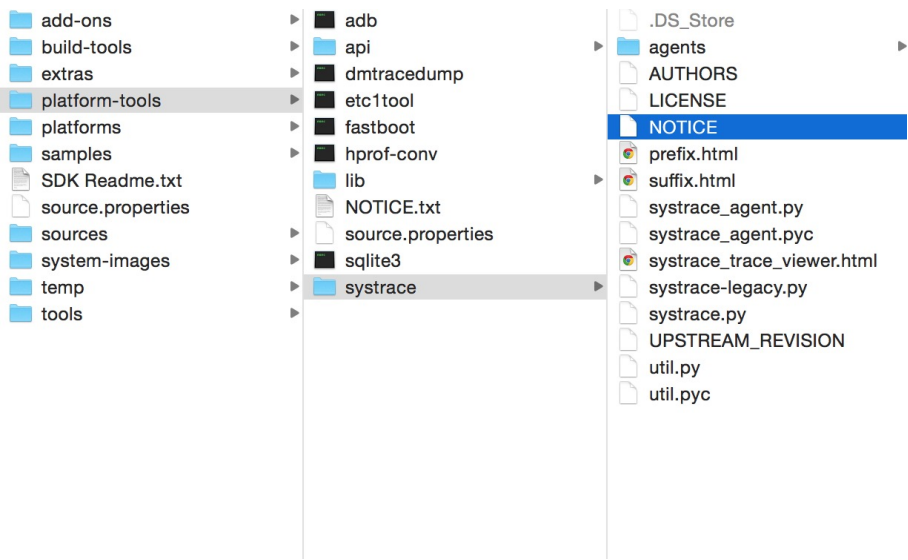 add-ons
build-tools
extras
platform-tools
platforms
samples
SDK Readme.txt
source.properties
sources
system-images
temp
tools
adb
api
dmtracedump
etc1tool
fastboot
hprof-conv
lib
NOTICE.txt
source.properties
sqlite3
systrace
.DS_Store
agents
AUTHORS
LICENSE
NOTICE
prefix.html
suffix.html
systrace_agent.py
systrace_agent.pyc
systrace_trace_viewer.html
systrace-legacy.py
systrace.py
UPSTREAM_REVISION
util.py
util.pyc